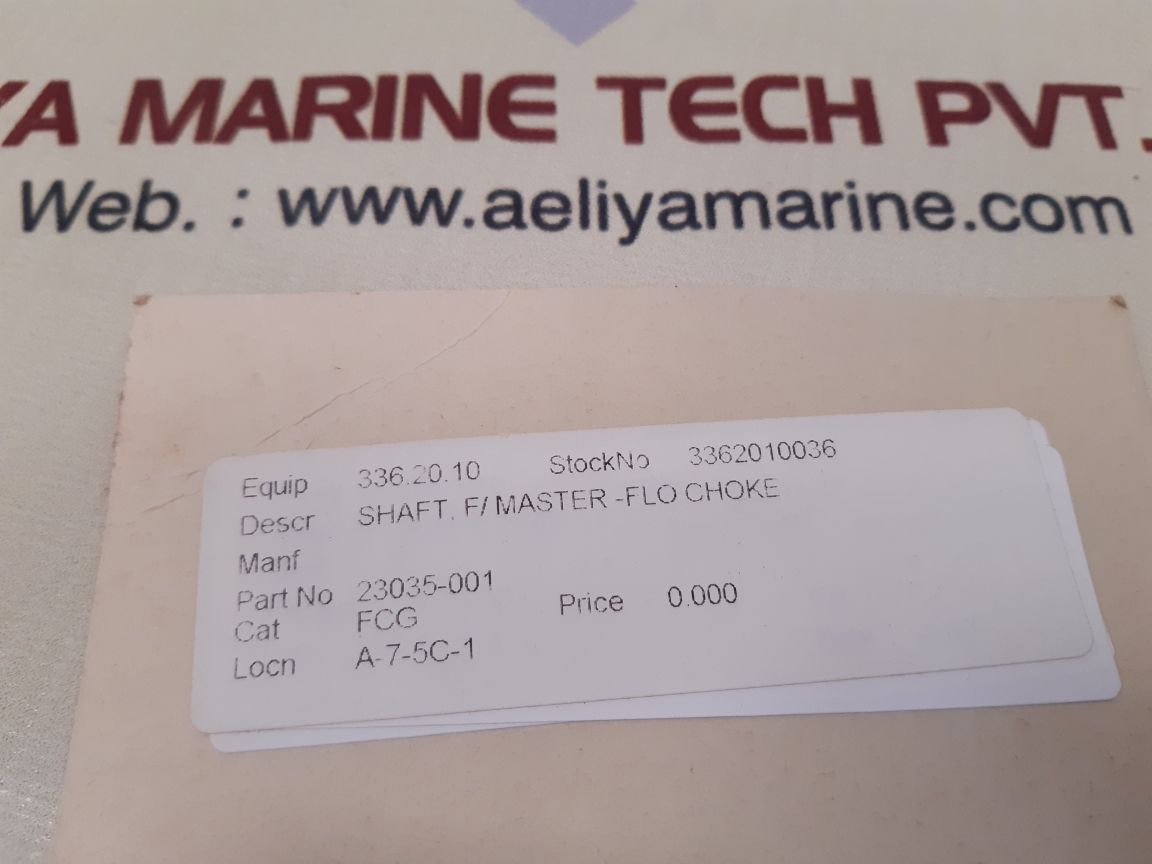 YA MARINE TECH PVT.
Web. : www.aeliyamarine.com
Equip 336.20.10 StockNo 3362010036
Descr SHAFT, F/ MASTER -FLO CHOKE
Manf
Part No 23035-001
Cat FCG Price 0.000
Locn A-7-5C-1